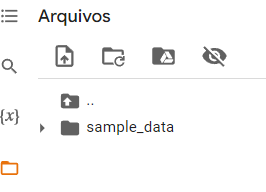 Arquivos
..
sample_data
{x}